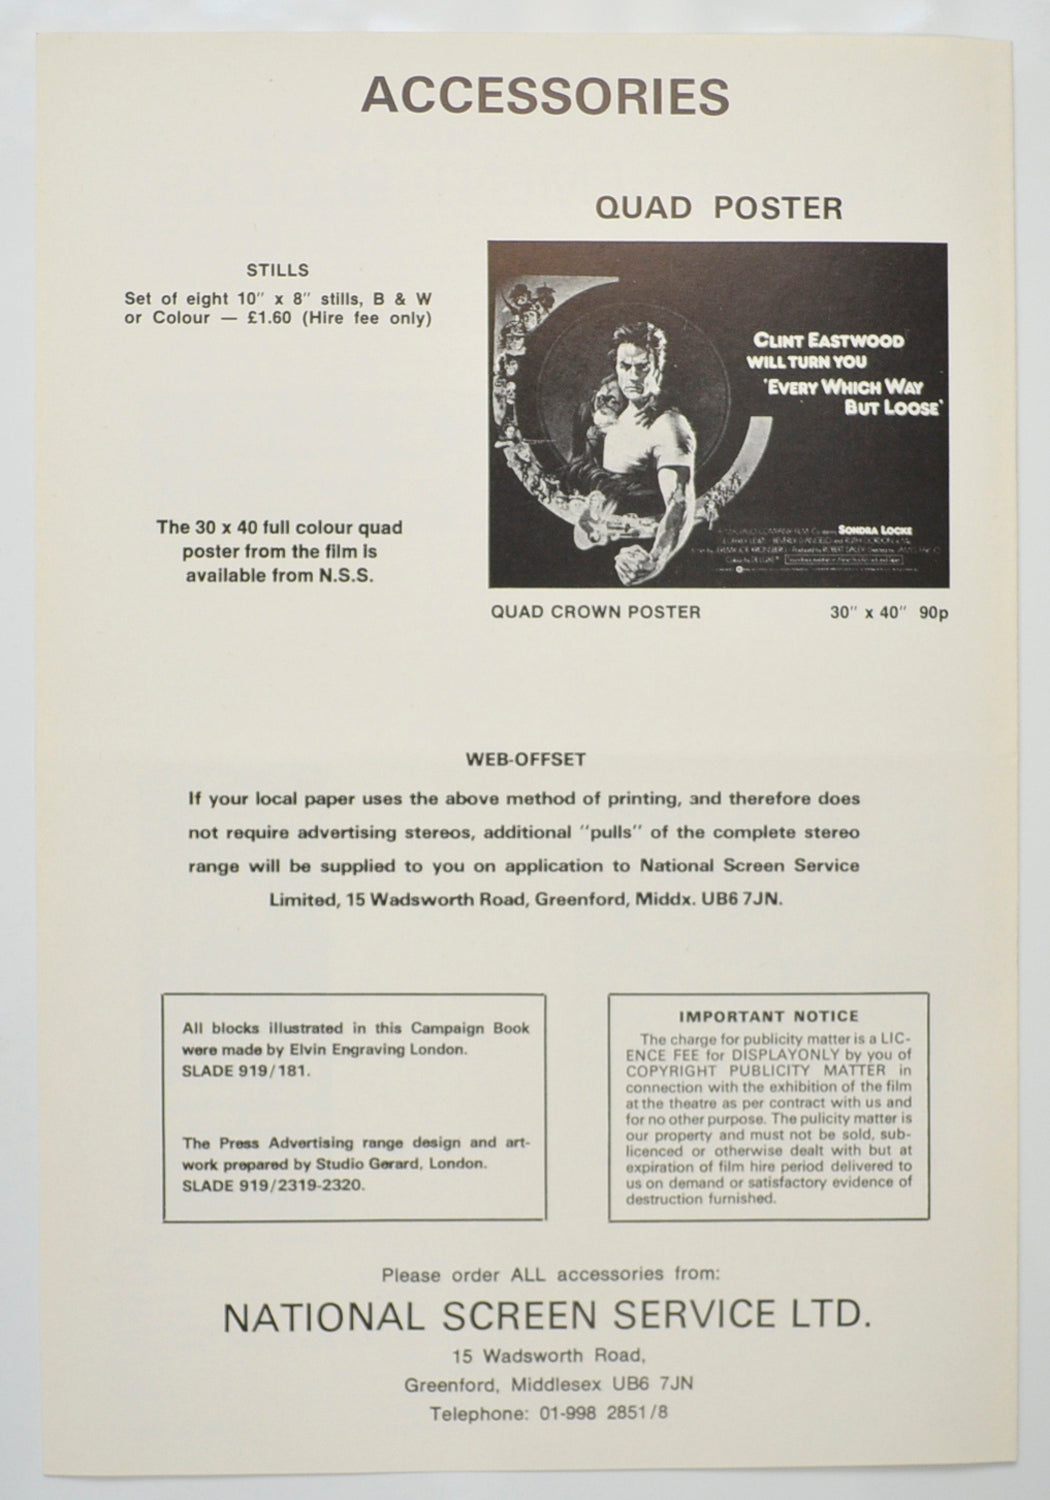 ACCESSORIES
QUAD POSTER
STILLS
Set of eight 10" x 8" stills, B & W
or Colour — £1.60 (Hire fee only)
CLINT EASTWOOD
WILL TURN YOU
'EVERY WHICH WAY
BUT LOOSE'
SONDRA LOCKE
The 30 x 40 full colour quad
poster from the film is
available from N.S.S.
QUAD CROWN POSTER 30" x 40" 90p
WEB-OFFSET
If your local paper uses the above method of printing, and therefore does
not require advertising stereos, additional "pulls" of the complete stereo
range will be supplied to you on application to National Screen Service
Limited, 15 Wadsworth Road, Greenford, Middx. UB6 7JN.
All blocks illustrated in this Campaign Book
were made by Elvin Engraving London.
SLADE 919/181.
The Press Advertising range design and art-
work prepared by Studio Gerard, London.
SLADE 919/2319-2320.
IMPORTANT NOTICE
The charge for publicity matter is a LIC-
ENCE FEE for DISPLAYONLY by you of
COPYRIGHT PUBLICITY MATTER in
connection with the exhibition of the film
at the theatre as per contract with us and
for no other purpose. The pulicity matter is
our property and must not be sold, sub-
licenced or otherwise dealt with but at
expiration of film hire period delivered to
us on demand or satisfactory evidence of
destruction furnished.
Please order ALL accessories from:
NATIONAL SCREEN SERVICE LTD.
15 Wadsworth Road,
Greenford, Middlesex UB6 7JN
Telephone: 01-998 2851/8